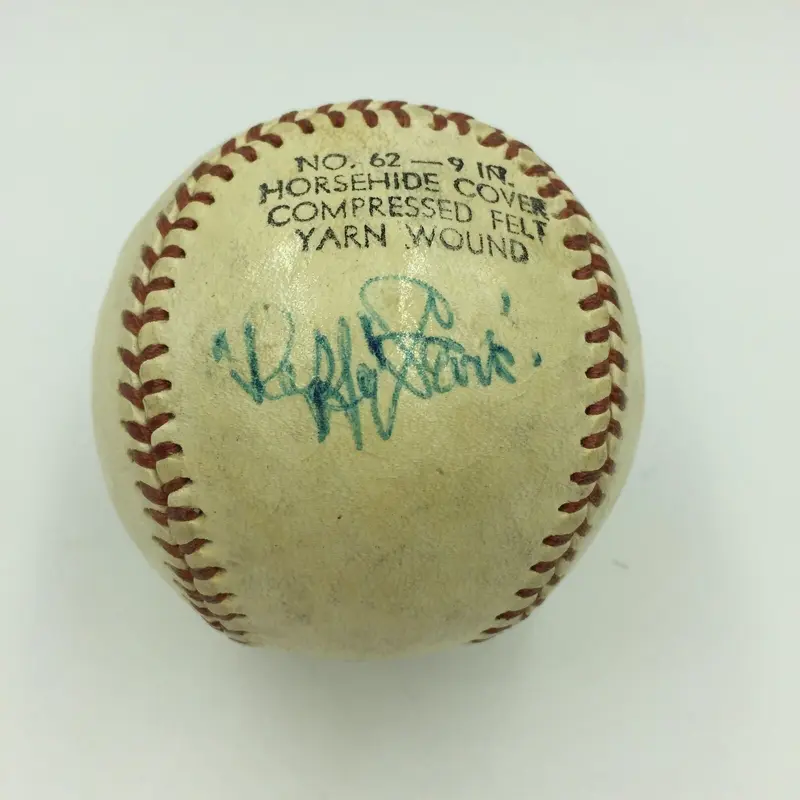 NO. 62 — 9 IN.
HORSEHIDE COVER
COMPRESSED FELT
YARN WOUND